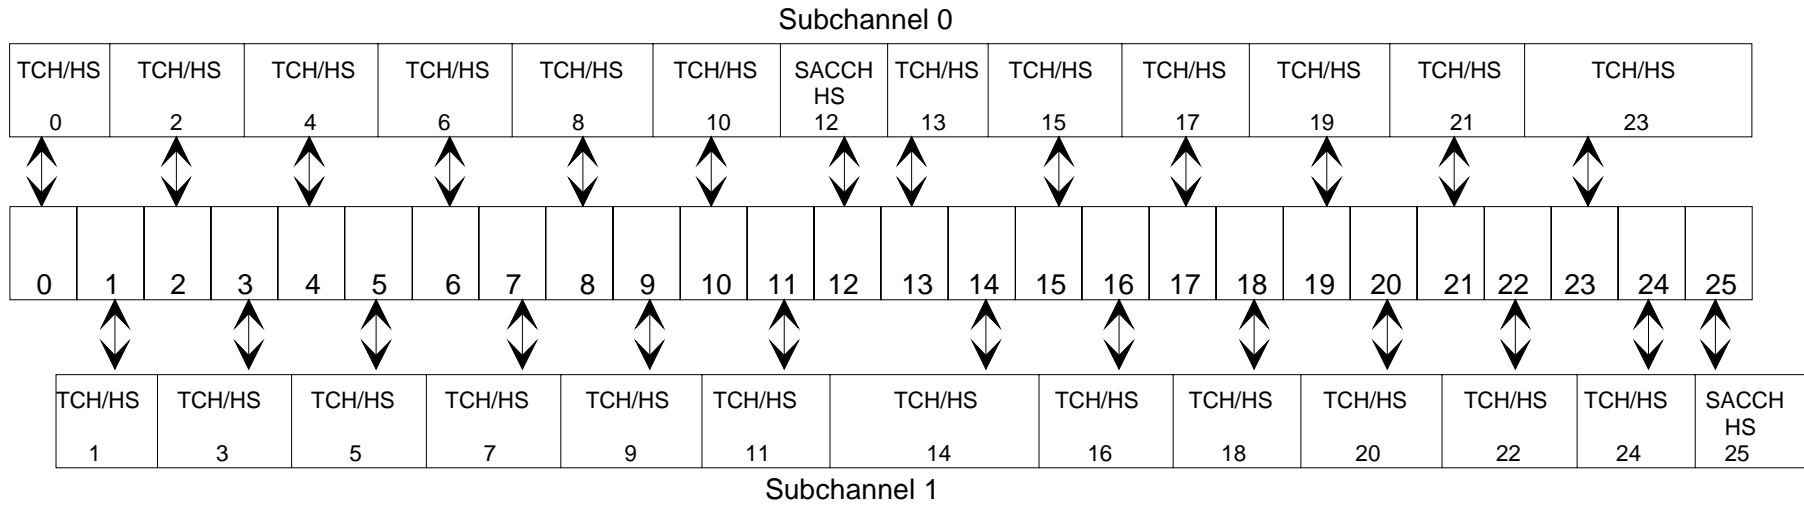 Subchannel 0
TCH/HS TCH/HS TCH/HS TCH/HS TCH/HS TCH/HS SACCH TCH/HS TCH/HS TCH/HS TCH/HS TCH/HS TCH/HS
HS
0 2 4 6 8 10 12 13 15 17 19 21 23
0 1 2 3 4 5 6 7 8 9 10 11 12 13 14 15 16 17 18 19 20 21 22 23 24 25
TCH/HS TCH/HS TCH/HS TCH/HS TCH/HS TCH/HS TCH/HS TCH/HS TCH/HS TCH/HS TCH/HS TCH/HS SACCH
HS
1 3 5 7 9 11 14 16 18 20 22 24 25
Subchannel 1